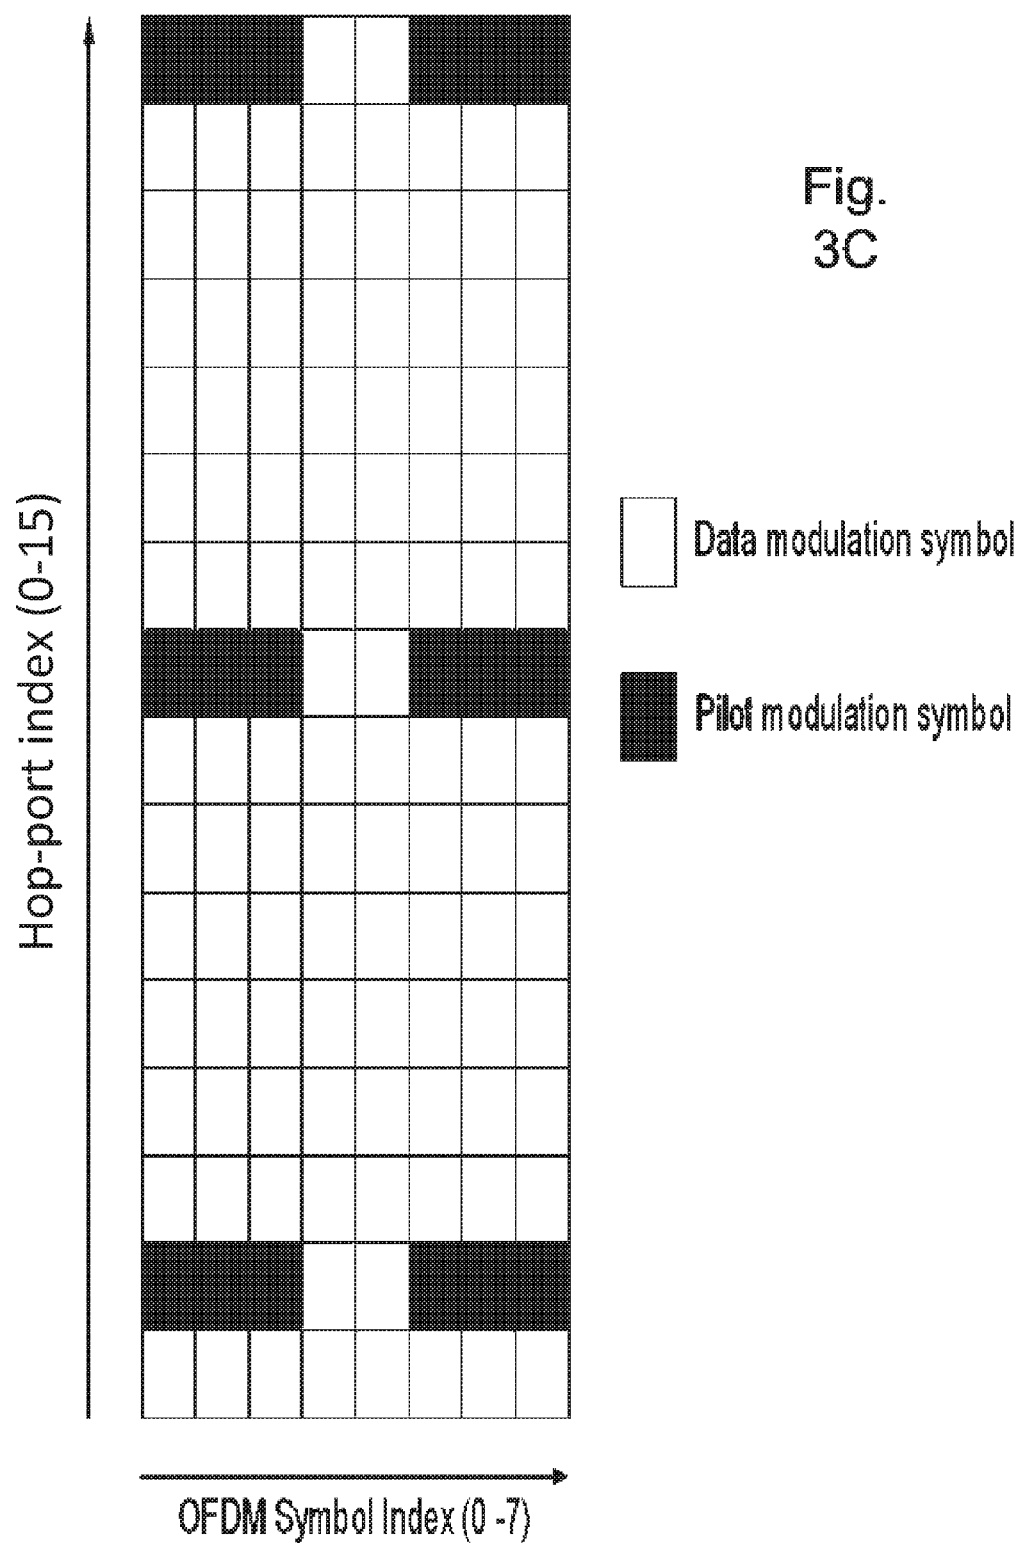 Fig.
3C
Hop-port index (0-15)
Data modulation symbol
Pilot modulation symbol
OFDM Symbol Index (0 -7)